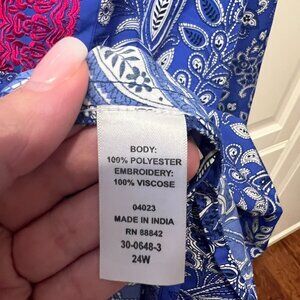 BODY:
100% POLYESTER
EMBROIDERY:
100% VISCOSE
04023
MADE IN INDIA
RN 88842
30-0648-3
24W